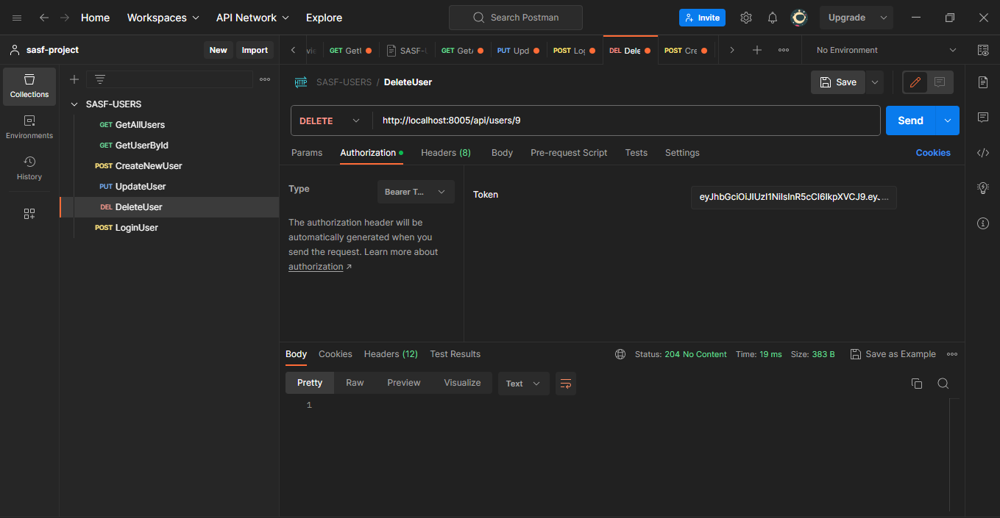 Home Workspaces API Network Explore Search Postman Invite Upgrade
sasf-project New Import GET Getl SASF-L GET Get/ PUT Upd POST Log DEL Dele POST Cre No Environment
Collections
Environments
History
SASF-USERS
GET GetAllUsers
GET GetUserById
POST CreateNewUser
PUT UpdateUser
DEL DeleteUser
POST LoginUser
SASF-USERS / DeleteUser Save
DELETE http://localhost:8005/api/users/9 Send
Params Authorization Headers (8) Body Pre-request Script Tests Settings Cookies
Type Bearer T...
The authorization header will be
automatically generated when you
send the request. Learn more about
authorization ↗
Token eyJhbGciOiJIUzI1NiIsInR5cCI6IkpXVCJ9.eyJ...
Body Cookies Headers (12) Test Results Status: 204 No Content Time: 19 ms Size: 383 B Save as Example
Pretty Raw Preview Visualize Text
1